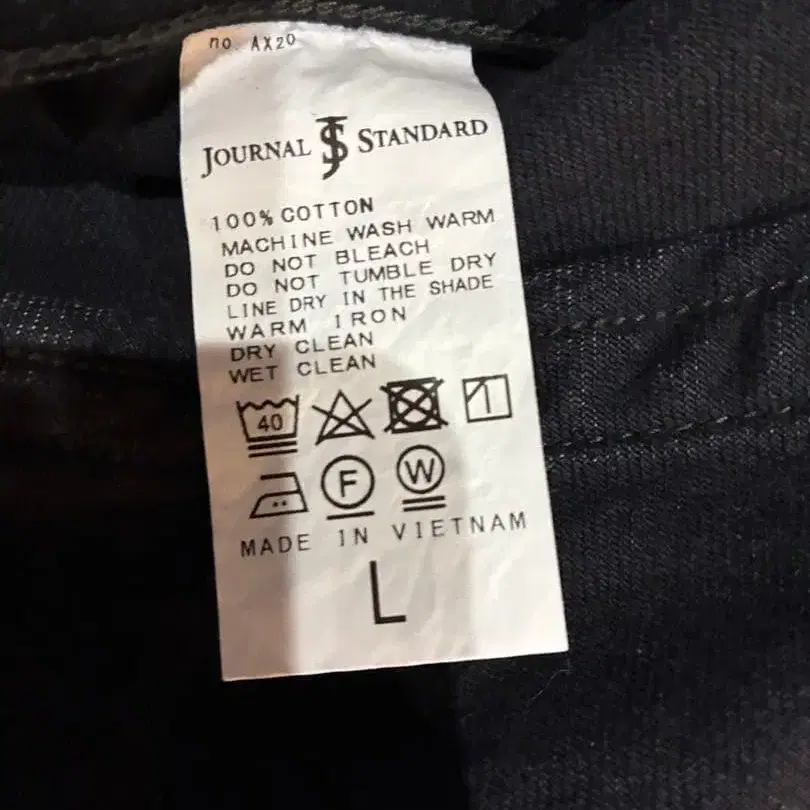 no. AX20
JOURNAL JS STANDARD
100% COTTON
MACHINE WASH WARM
DO NOT BLEACH
DO NOT TUMBLE DRY
LINE DRY IN THE SHADE
WARM IRON
DRY CLEAN
WET CLEAN
40
F W
MADE IN VIETNAM
L